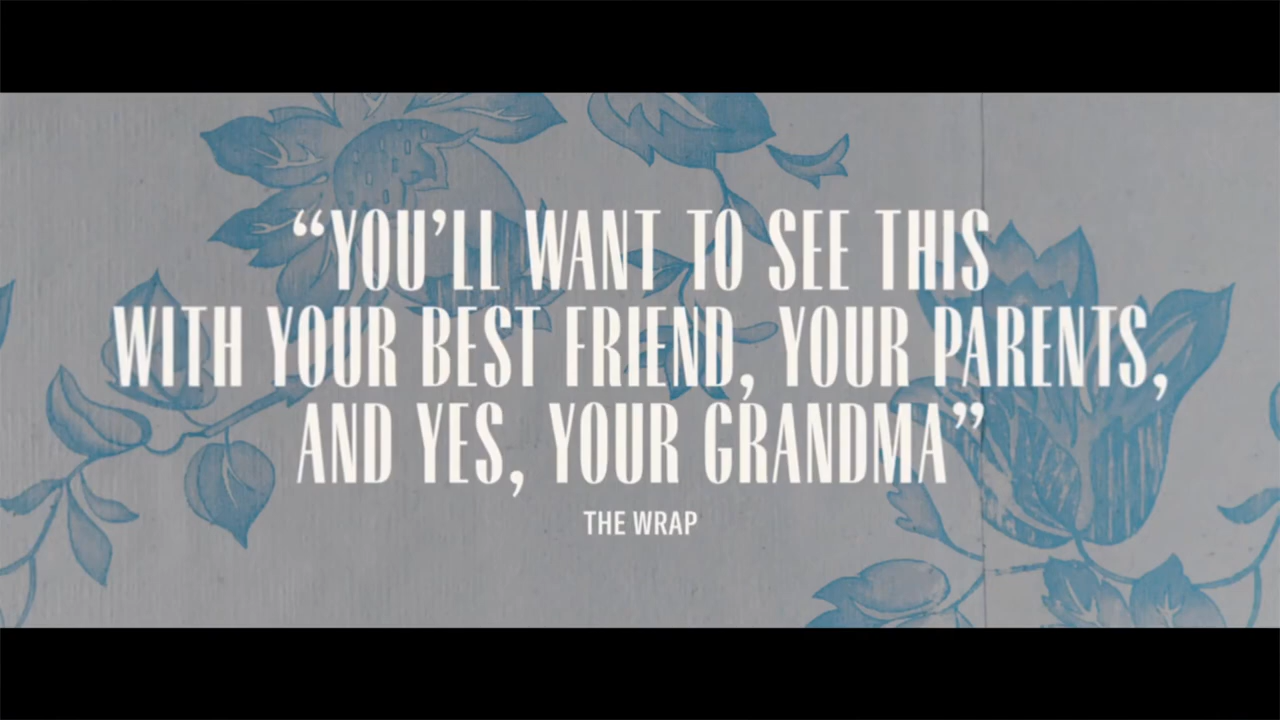 “YOU’LL WANT TO SEE THIS
WITH YOUR BEST FRIEND, YOUR PARENTS,
AND YES, YOUR GRANDMA”
THE WRAP